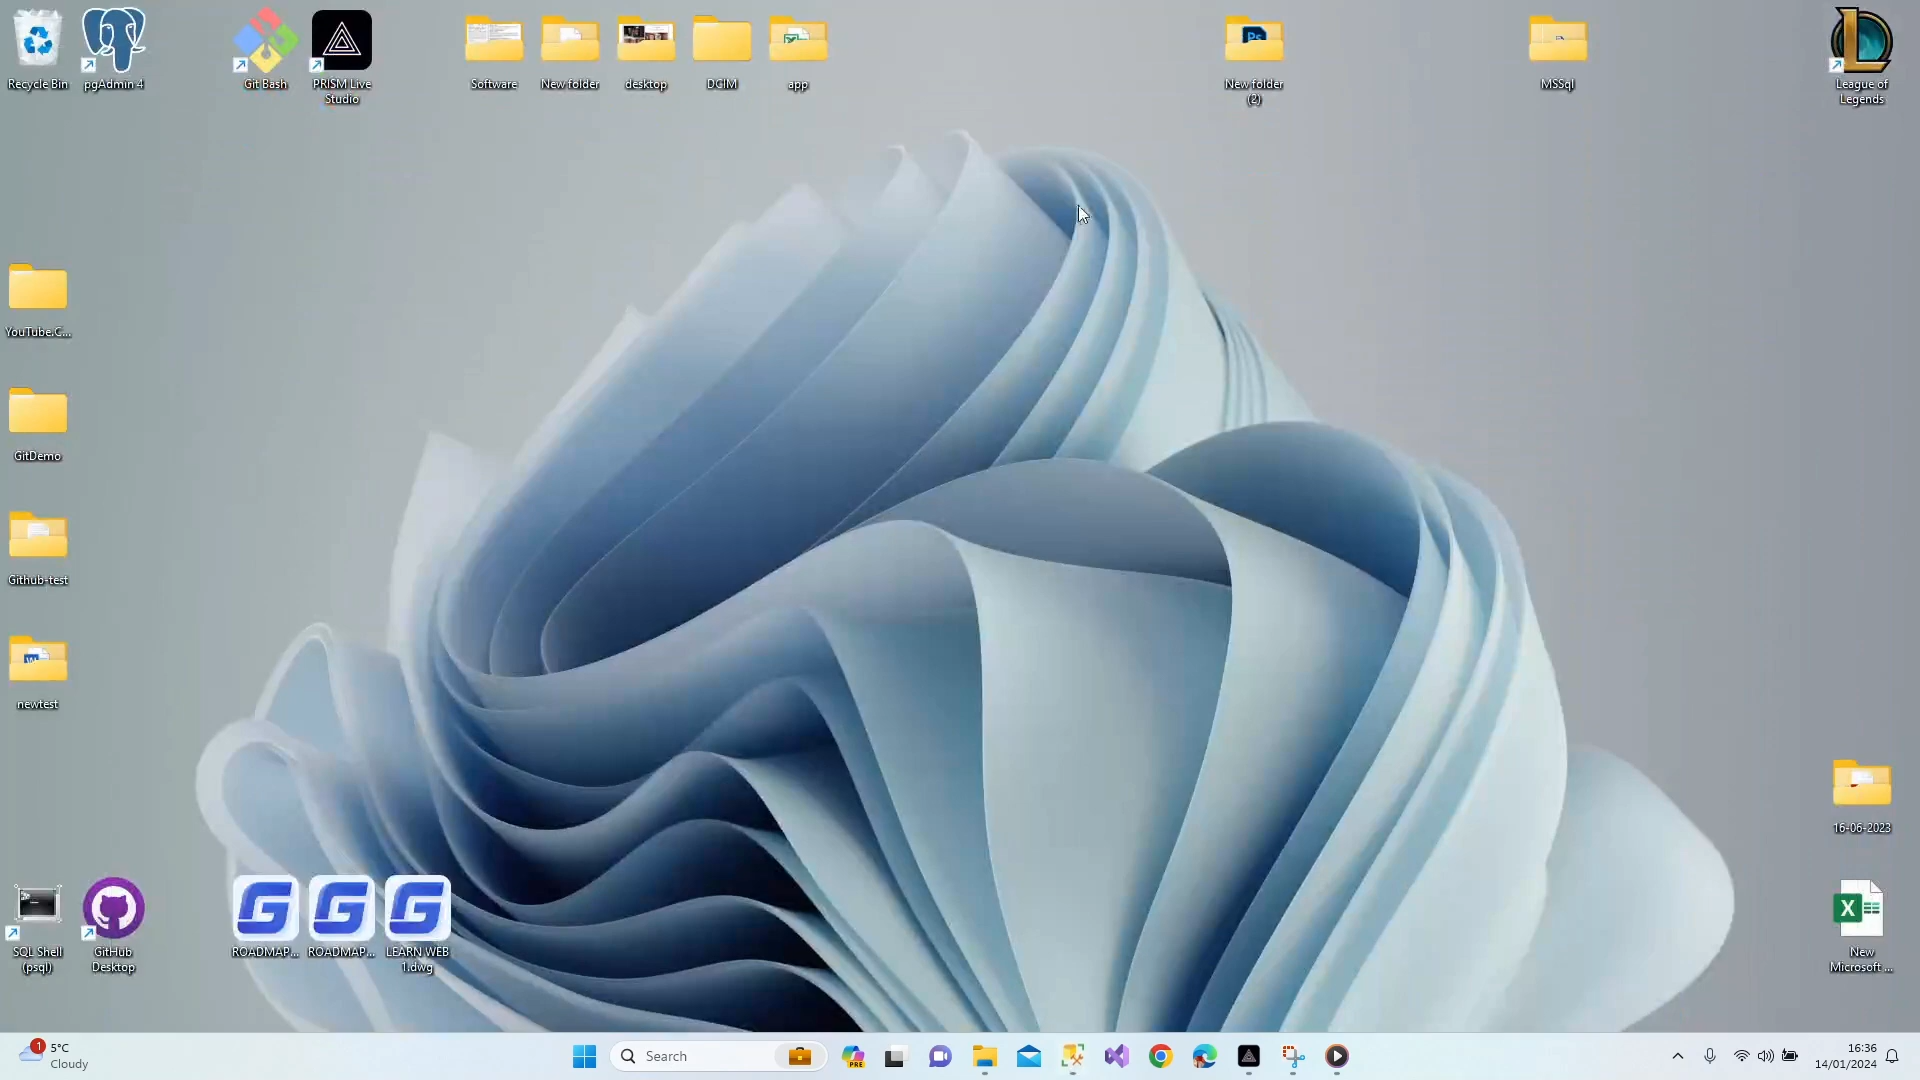 Recycle Bin
pgAdmin 4
Git Bash
PRISM Live
Studio
Software
New folder
desktop
DCIM
app
New folder
(2)
MSSql
League of
Legends
YouTube.C...
GitDemo
Github-test
newtest
16-06-2023
SQL Shell
(psql)
GitHub
Desktop
ROADMAP...
ROADMAP...
LEARN WEB
1.dwg
New
Microsoft ...
1
5°C
Cloudy
Search
PRE
16:36
14/01/2024